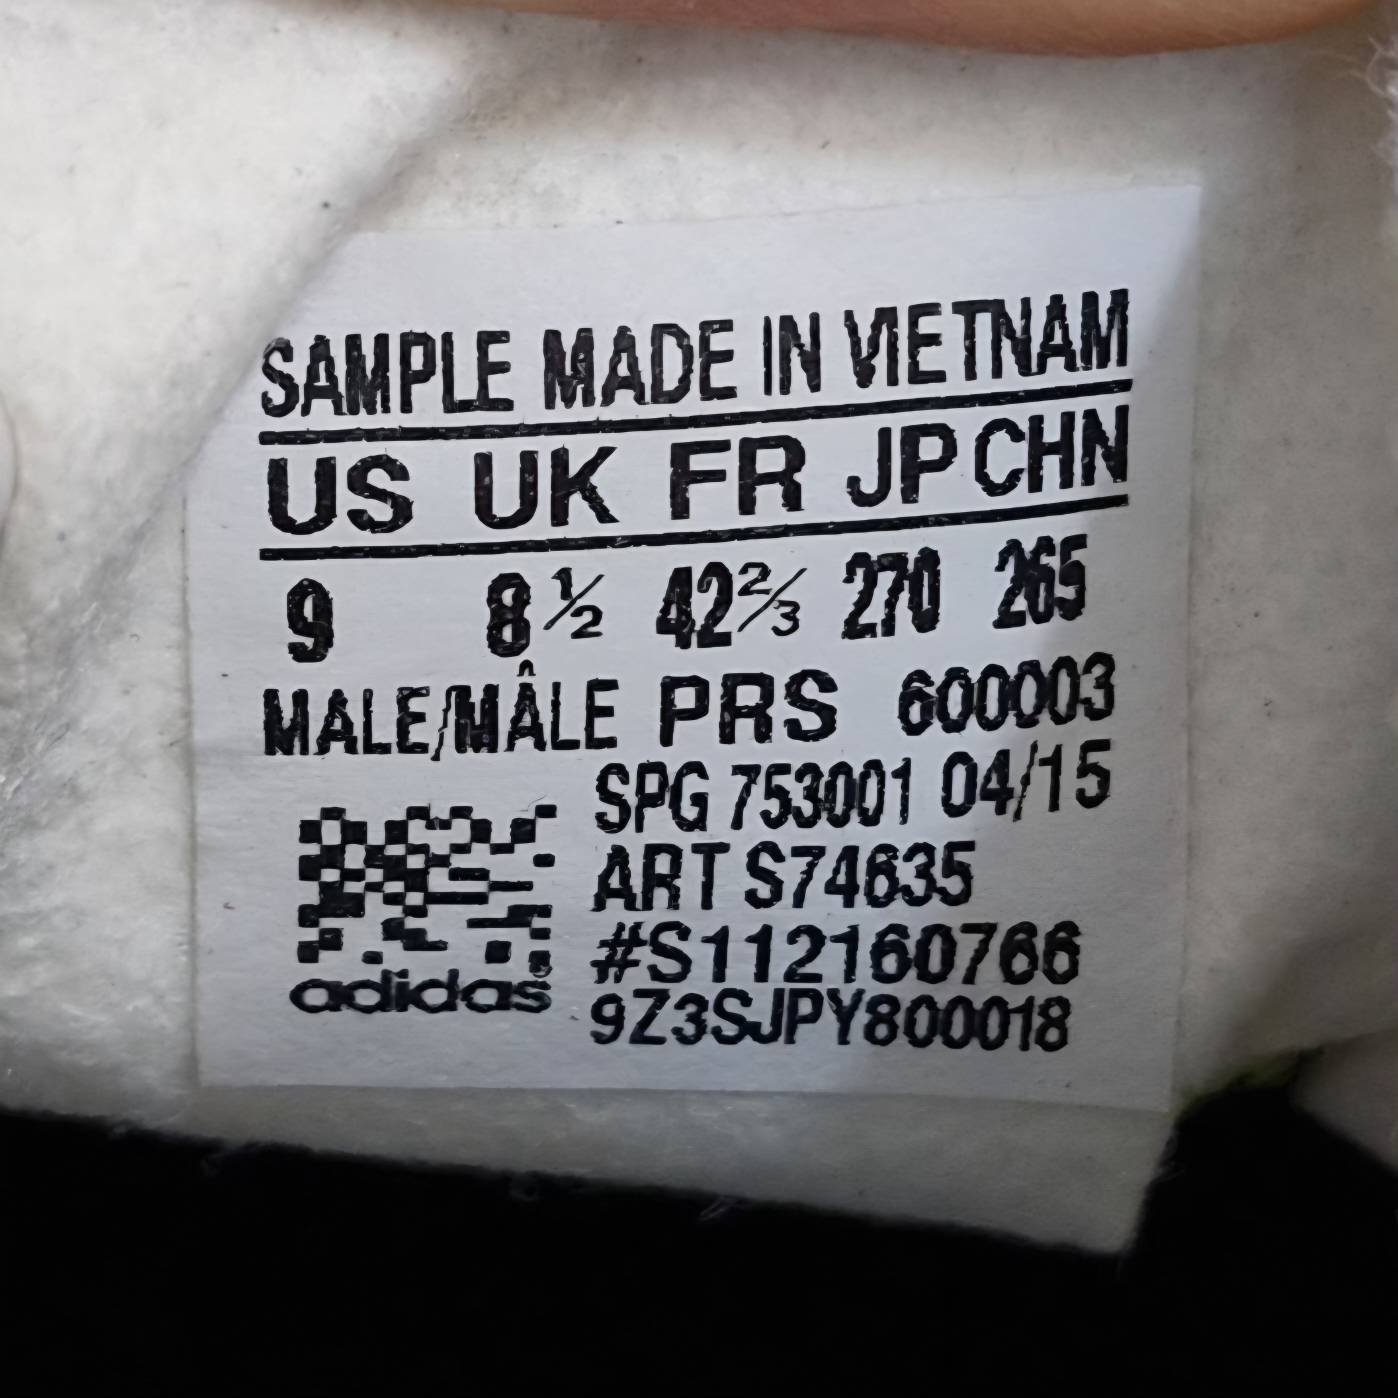 SAMPLE MADE IN VIETNAM
US UK FR JP CHN
9 8½ 42⅔ 270 265
MALE/MÂLE PRS 600003
SPG 753001 04/15
ART S74635
#S112160766
adidas
9Z3SJPY800018